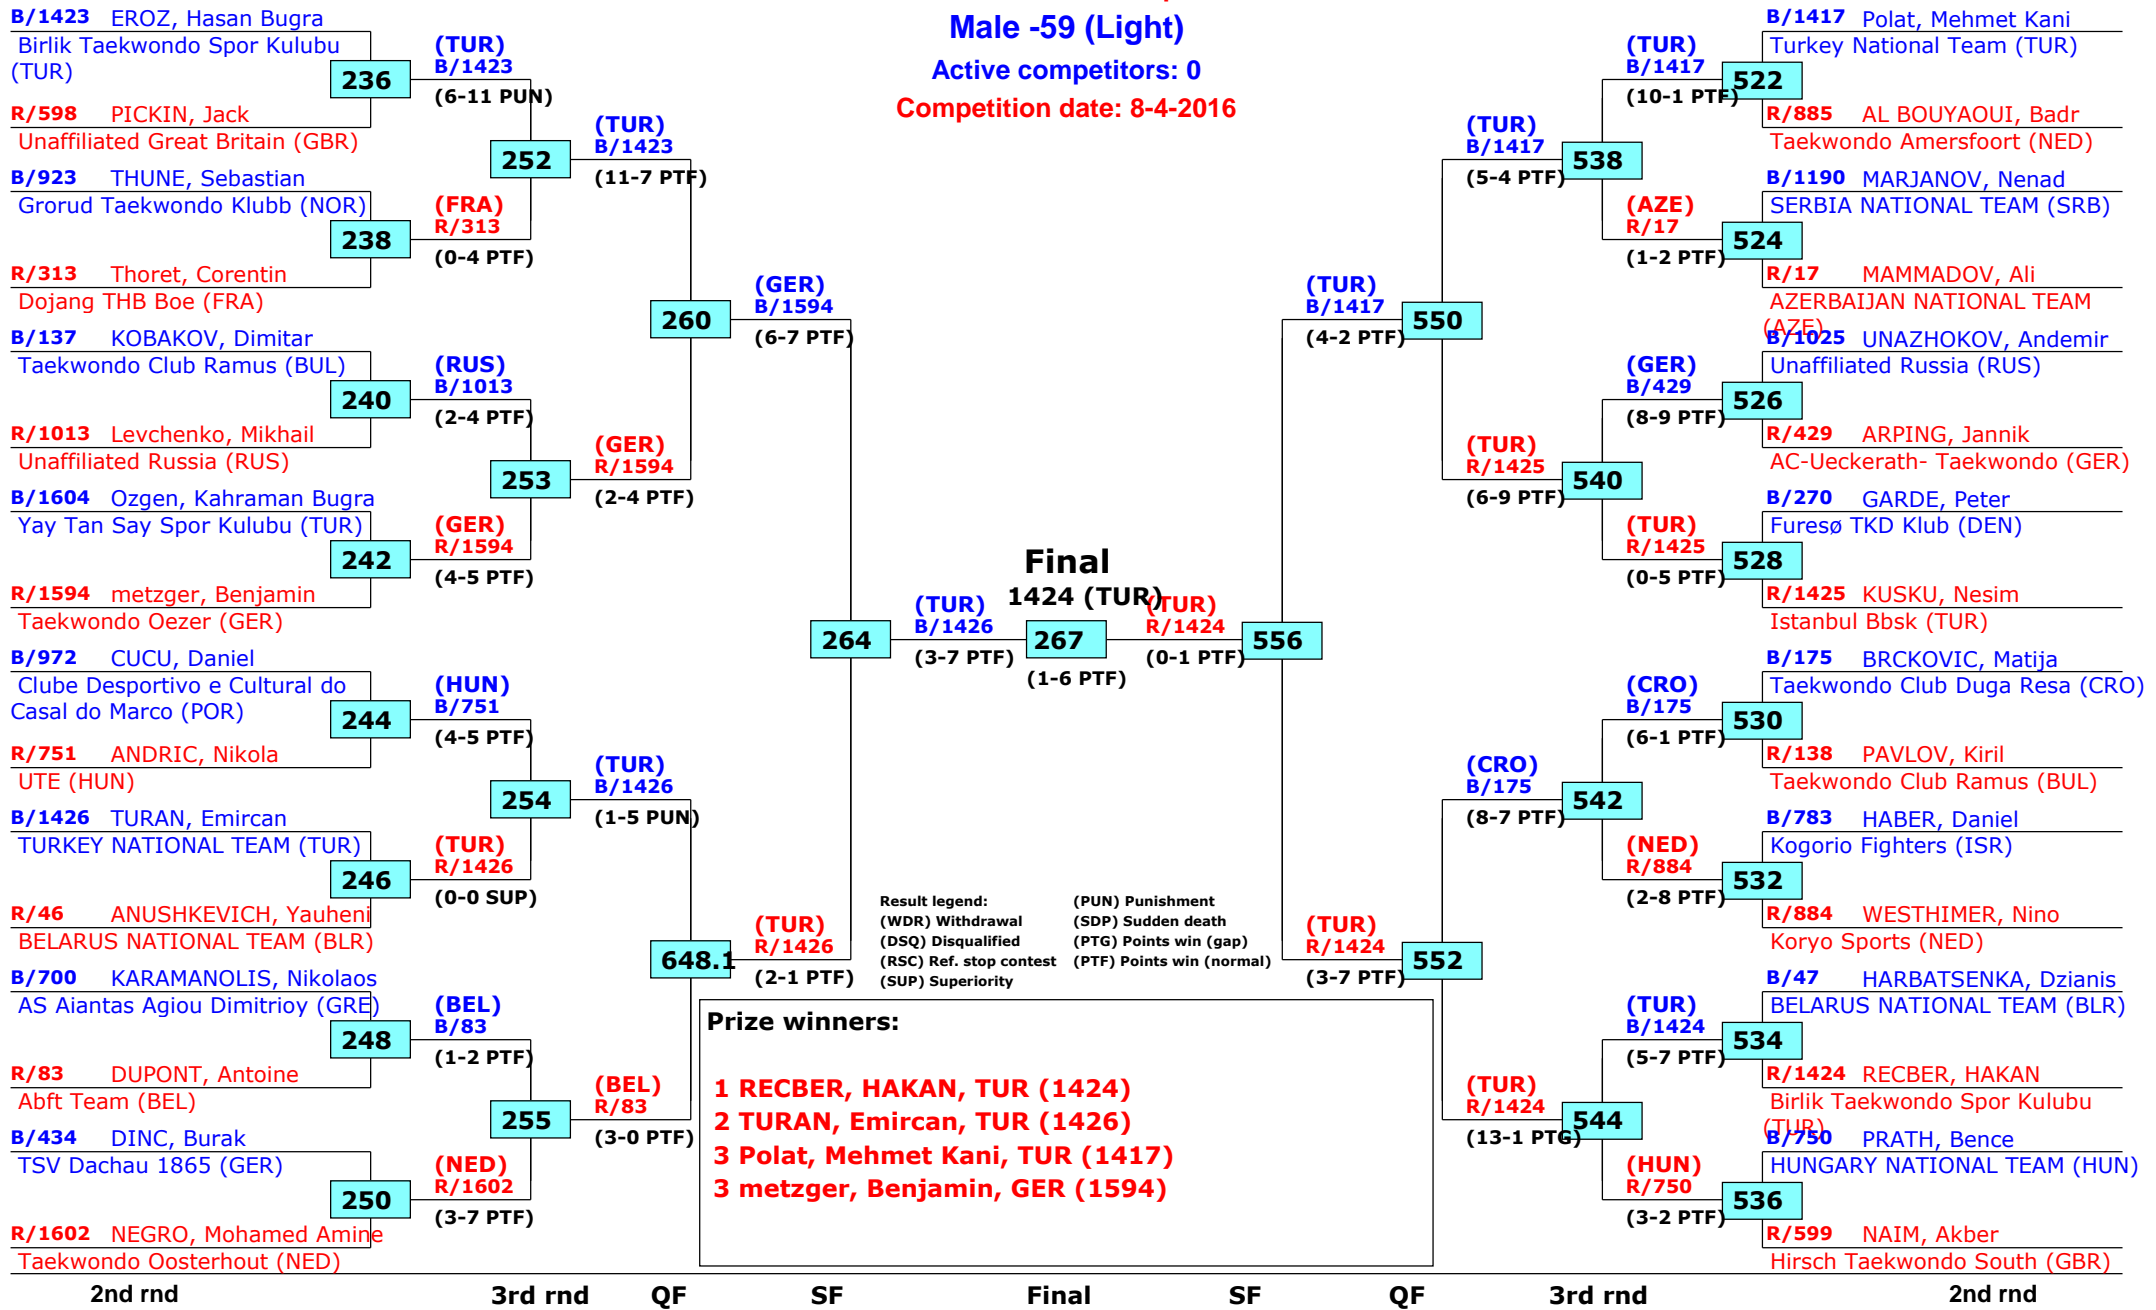 Male -59 (Light)
Active competitors: 0
Competition date: 8-4-2016
B/1423 EROZ, Hasan Bugra
Birlik Taekwondo Spor Kulubu
(TUR)
236
R/598 PICKIN, Jack
Unaffiliated Great Britain (GBR)
B/923 THUNE, Sebastian
Grorud Taekwondo Klubb (NOR)
238
R/313 Thoret, Corentin
Dojang THB Boe (FRA)
B/137 KOBAKOV, Dimitar
Taekwondo Club Ramus (BUL)
240
R/1013 Levchenko, Mikhail
Unaffiliated Russia (RUS)
B/1604 Ozgen, Kahraman Bugra
Yay Tan Say Spor Kulubu (TUR)
242
R/1594 metzger, Benjamin
Taekwondo Oezer (GER)
B/972 CUCU, Daniel
Clube Desportivo e Cultural do
Casal do Marco (POR)
244
R/751 ANDRIC, Nikola
UTE (HUN)
B/1426 TURAN, Emircan
TURKEY NATIONAL TEAM (TUR)
246
R/46 ANUSHKEVICH, Yauheni
BELARUS NATIONAL TEAM (BLR)
B/700 KARAMANOLIS, Nikolaos
AS Aiantas Agiou Dimitrioy (GRE)
248
R/83 DUPONT, Antoine
Abft Team (BEL)
B/434 DINC, Burak
TSV Dachau 1865 (GER)
250
R/1602 NEGRO, Mohamed Amine
Taekwondo Oosterhout (NED)
(TUR)
B/1423
(6-11 PUN)
252
(FRA)
R/313
(0-4 PTF)
(RUS)
B/1013
(2-4 PTF)
253
(GER)
R/1594
(4-5 PTF)
(HUN)
B/751
(4-5 PTF)
254
(TUR)
R/1426
(0-0 SUP)
(BEL)
B/83
(1-2 PTF)
255
(NED)
R/1602
(3-7 PTF)
(TUR)
B/1423
(11-7 PTF)
260
(GER)
R/1594
(2-4 PTF)
(TUR)
B/1426
(1-5 PUN)
648.1
(BEL)
R/83
(3-0 PTF)
(GER)
B/1594
(6-7 PTF)
264
(TUR)
R/1426
(2-1 PTF)
(TUR)
B/1426
(3-7 PTF)
Final
1424 (TUR)
267
(1-6 PTF)
(TUR)
R/1424
(0-1 PTF)
556
(TUR)
B/1417
(4-2 PTF)
550
(TUR)
R/1424
(3-7 PTF)
552
(TUR)
B/1417
(5-4 PTF)
538
(TUR)
R/1425
(6-9 PTF)
540
(CRO)
B/175
(8-7 PTF)
542
(TUR)
R/1424
(13-1 PTG)
544
(TUR)
B/1417
(10-1 PTF)
(AZE)
R/17
(1-2 PTF)
(GER)
B/429
(8-9 PTF)
(TUR)
R/1425
(0-5 PTF)
(CRO)
B/175
(6-1 PTF)
(NED)
R/884
(2-8 PTF)
(TUR)
B/1424
(5-7 PTF)
(HUN)
R/750
(3-2 PTF)
B/1417 Polat, Mehmet Kani
Turkey National Team (TUR)
522
R/885 AL BOUYAOUI, Badr
Taekwondo Amersfoort (NED)
B/1190 MARJANOV, Nenad
SERBIA NATIONAL TEAM (SRB)
524
R/17 MAMMADOV, Ali
AZERBAIJAN NATIONAL TEAM
(AZE)
B/1025 UNAZHOKOV, Andemir
Unaffiliated Russia (RUS)
526
R/429 ARPING, Jannik
AC-Ueckerath- Taekwondo (GER)
B/270 GARDE, Peter
Furesø TKD Klub (DEN)
528
R/1425 KUSKU, Nesim
Istanbul Bbsk (TUR)
B/175 BRCKOVIC, Matija
Taekwondo Club Duga Resa (CRO)
530
R/138 PAVLOV, Kiril
Taekwondo Club Ramus (BUL)
B/783 HABER, Daniel
Kogorio Fighters (ISR)
532
R/884 WESTHIMER, Nino
Koryo Sports (NED)
B/47 HARBATSENKA, Dzianis
BELARUS NATIONAL TEAM (BLR)
534
R/1424 RECBER, HAKAN
Birlik Taekwondo Spor Kulubu
(TUR)
B/750 PRATH, Bence
HUNGARY NATIONAL TEAM (HUN)
536
R/599 NAIM, Akber
Hirsch Taekwondo South (GBR)
Result legend: (PUN) Punishment
(WDR) Withdrawal (SDP) Sudden death
(DSQ) Disqualified (PTG) Points win (gap)
(RSC) Ref. stop contest (PTF) Points win (normal)
(SUP) Superiority
Prize winners:
1 RECBER, HAKAN, TUR (1424)
2 TURAN, Emircan, TUR (1426)
3 Polat, Mehmet Kani, TUR (1417)
3 metzger, Benjamin, GER (1594)
2nd rnd 3rd rnd QF SF Final SF QF 3rd rnd 2nd rnd